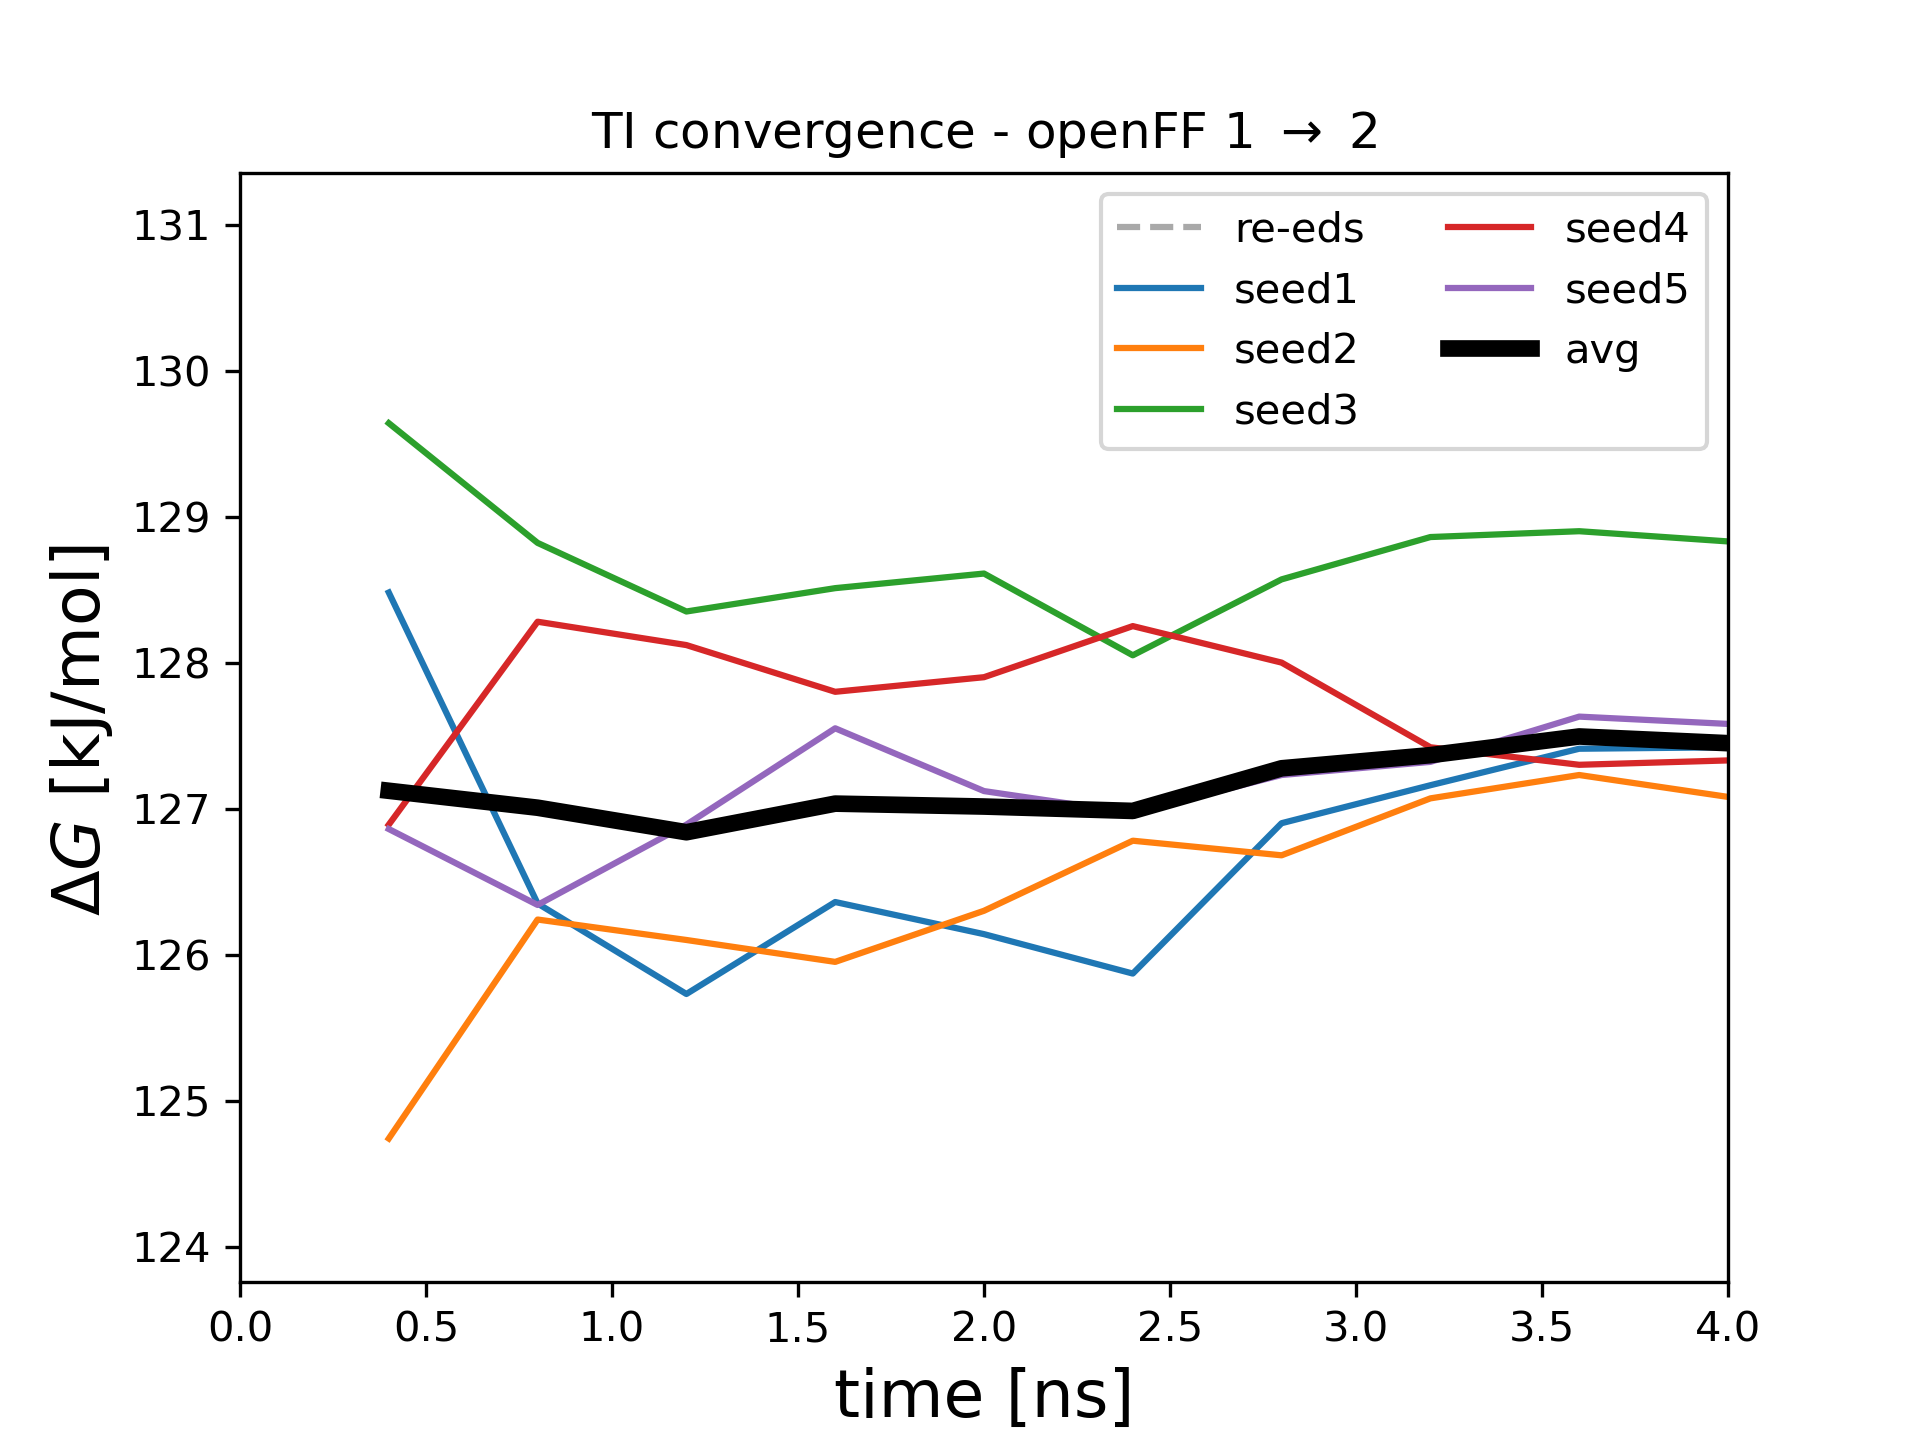 TI convergence - openFF 1 → 2
131
130
129
128
127
126
125
124
ΔG [kJ/mol]
re-eds
seed1
seed2
seed3
seed4
seed5
avg
0.0 0.5 1.0 1.5 2.0 2.5 3.0 3.5 4.0
time [ns]